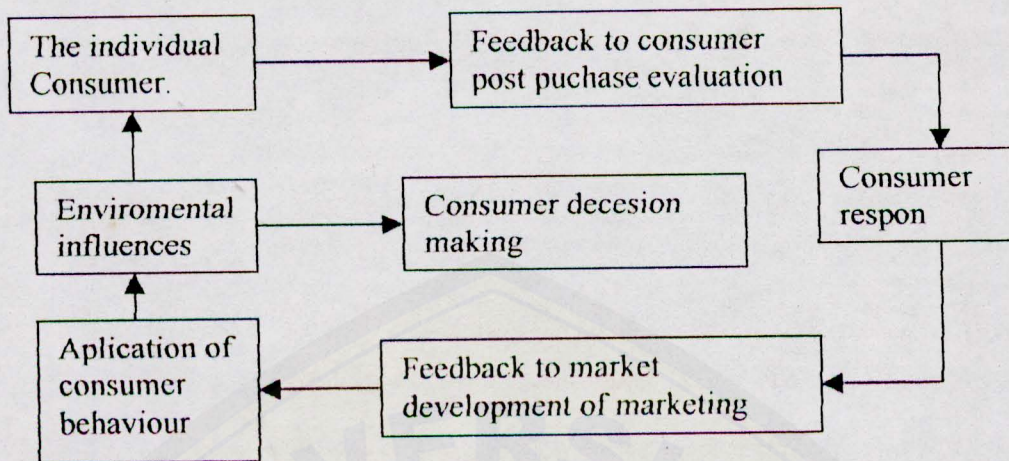 The individual
Consumer.
Feedback to consumer
post puchase evaluation
Consumer
respon
Enviromental
influences
Consumer decesion
making
Aplication of
consumer
behaviour
Feedback to market
development of marketing